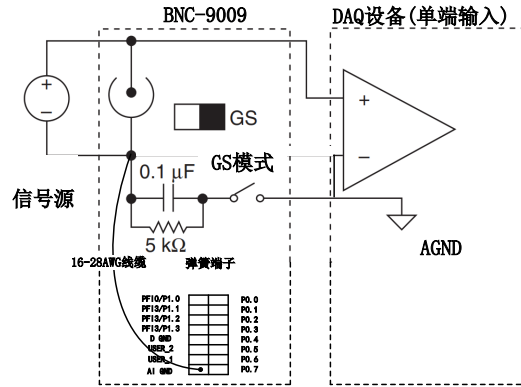 BNC-9009
DAQ设备(单端输入)
+
−
GS
+
−
信号源
GS模式
0.1 μF
5 kΩ
AGND
16-28AWG线缆
弹簧端子
PFI0/P1.0 P0.0
PFI3/P1.1 P0.1
PFI3/P1.2 P0.2
PFI3/P1.3 P0.3
D GND P0.4
USER_2 P0.5
USER_1 P0.6
AI GND P0.7